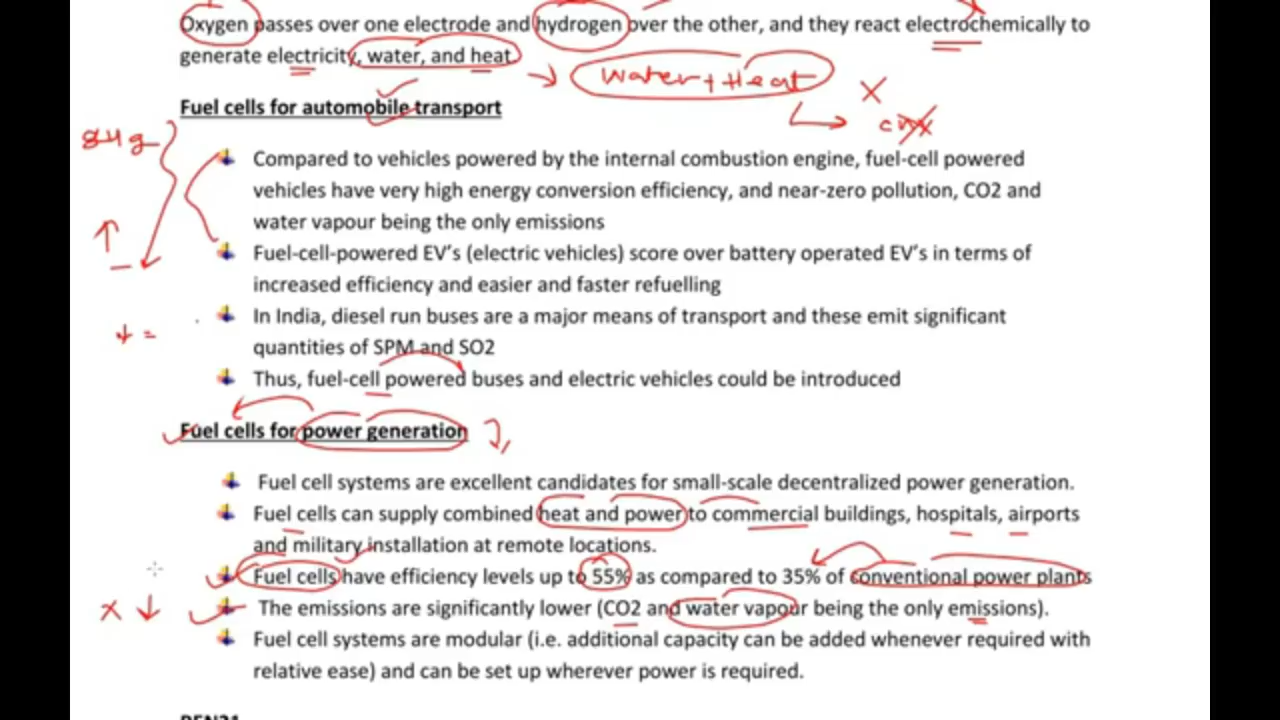 Oxygen passes over one electrode and hydrogen over the other, and they react electrochemically to
generate electricity, water, and heat
water + Heat
Fuel cells for automobile transport
Compared to vehicles powered by the internal combustion engine, fuel-cell powered
vehicles have very high energy conversion efficiency, and near-zero pollution, CO2 and
water vapour being the only emissions
Fuel-cell-powered EV's (electric vehicles) score over battery operated EV's in terms of
increased efficiency and easier and faster refuelling
In India, diesel run buses are a major means of transport and these emit significant
quantities of SPM and SO2
Thus, fuel-cell powered buses and electric vehicles could be introduced
Fuel cells for power generation
Fuel cell systems are excellent candidates for small-scale decentralized power generation.
Fuel cells can supply combined heat and power to commercial buildings, hospitals, airports
and military installation at remote locations.
Fuel cells have efficiency levels up to 55% as compared to 35% of conventional power plants
The emissions are significantly lower (CO2 and water vapour being the only emissions).
Fuel cell systems are modular (i.e. additional capacity can be added whenever required with
relative ease) and can be set up wherever power is required.